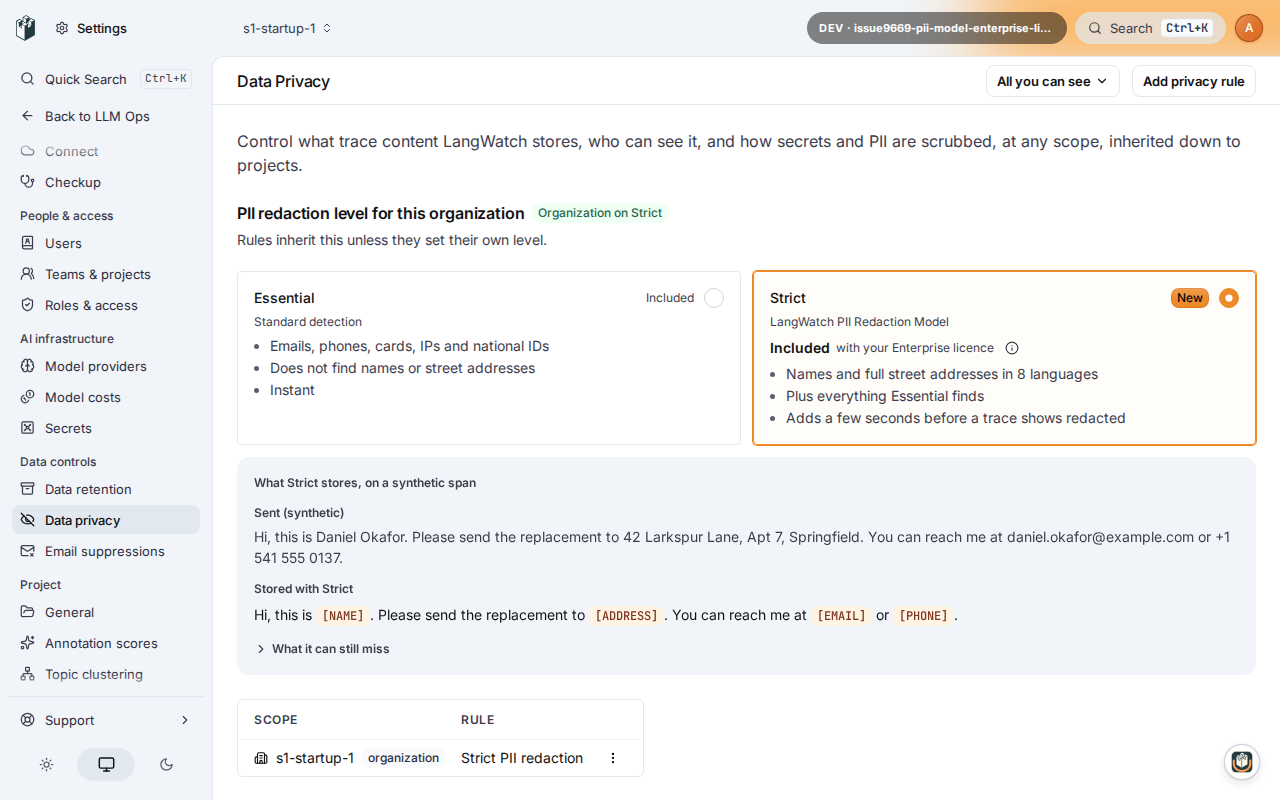 Settings
s1-startup-1
DEV · issue9669-pii-model-enterprise-li...
Search Ctrl+K
A
Quick Search Ctrl+K
Back to LLM Ops
Connect
Checkup
People & access
Users
Teams & projects
Roles & access
AI infrastructure
Model providers
Model costs
Secrets
Data controls
Data retention
Data privacy
Email suppressions
Project
General
Annotation scores
Topic clustering
Support
Data Privacy
All you can see
Add privacy rule
Control what trace content LangWatch stores, who can see it, and how secrets and PII are scrubbed, at any scope, inherited down to
projects.
PII redaction level for this organization Organization on Strict
Rules inherit this unless they set their own level.
Essential Included
Standard detection
• Emails, phones, cards, IPs and national IDs
• Does not find names or street addresses
• Instant
Strict New
LangWatch PII Redaction Model
Included with your Enterprise licence
• Names and full street addresses in 8 languages
• Plus everything Essential finds
• Adds a few seconds before a trace shows redacted
What Strict stores, on a synthetic span
Sent (synthetic)
Hi, this is Daniel Okafor. Please send the replacement to 42 Larkspur Lane, Apt 7, Springfield. You can reach me at daniel.okafor@example.com or +1
541 555 0137.
Stored with Strict
Hi, this is [NAME]. Please send the replacement to [ADDRESS]. You can reach me at [EMAIL] or [PHONE].
What it can still miss
SCOPE RULE
s1-startup-1 organization Strict PII redaction